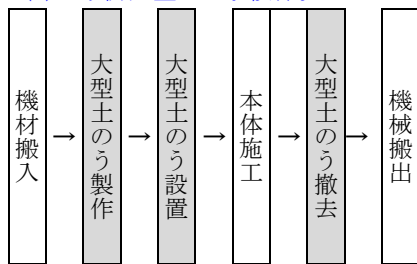 機材搬入
→
大型土のう製作
→
大型土のう設置
→
本体施工
→
大型土のう撤去
→
機械搬出